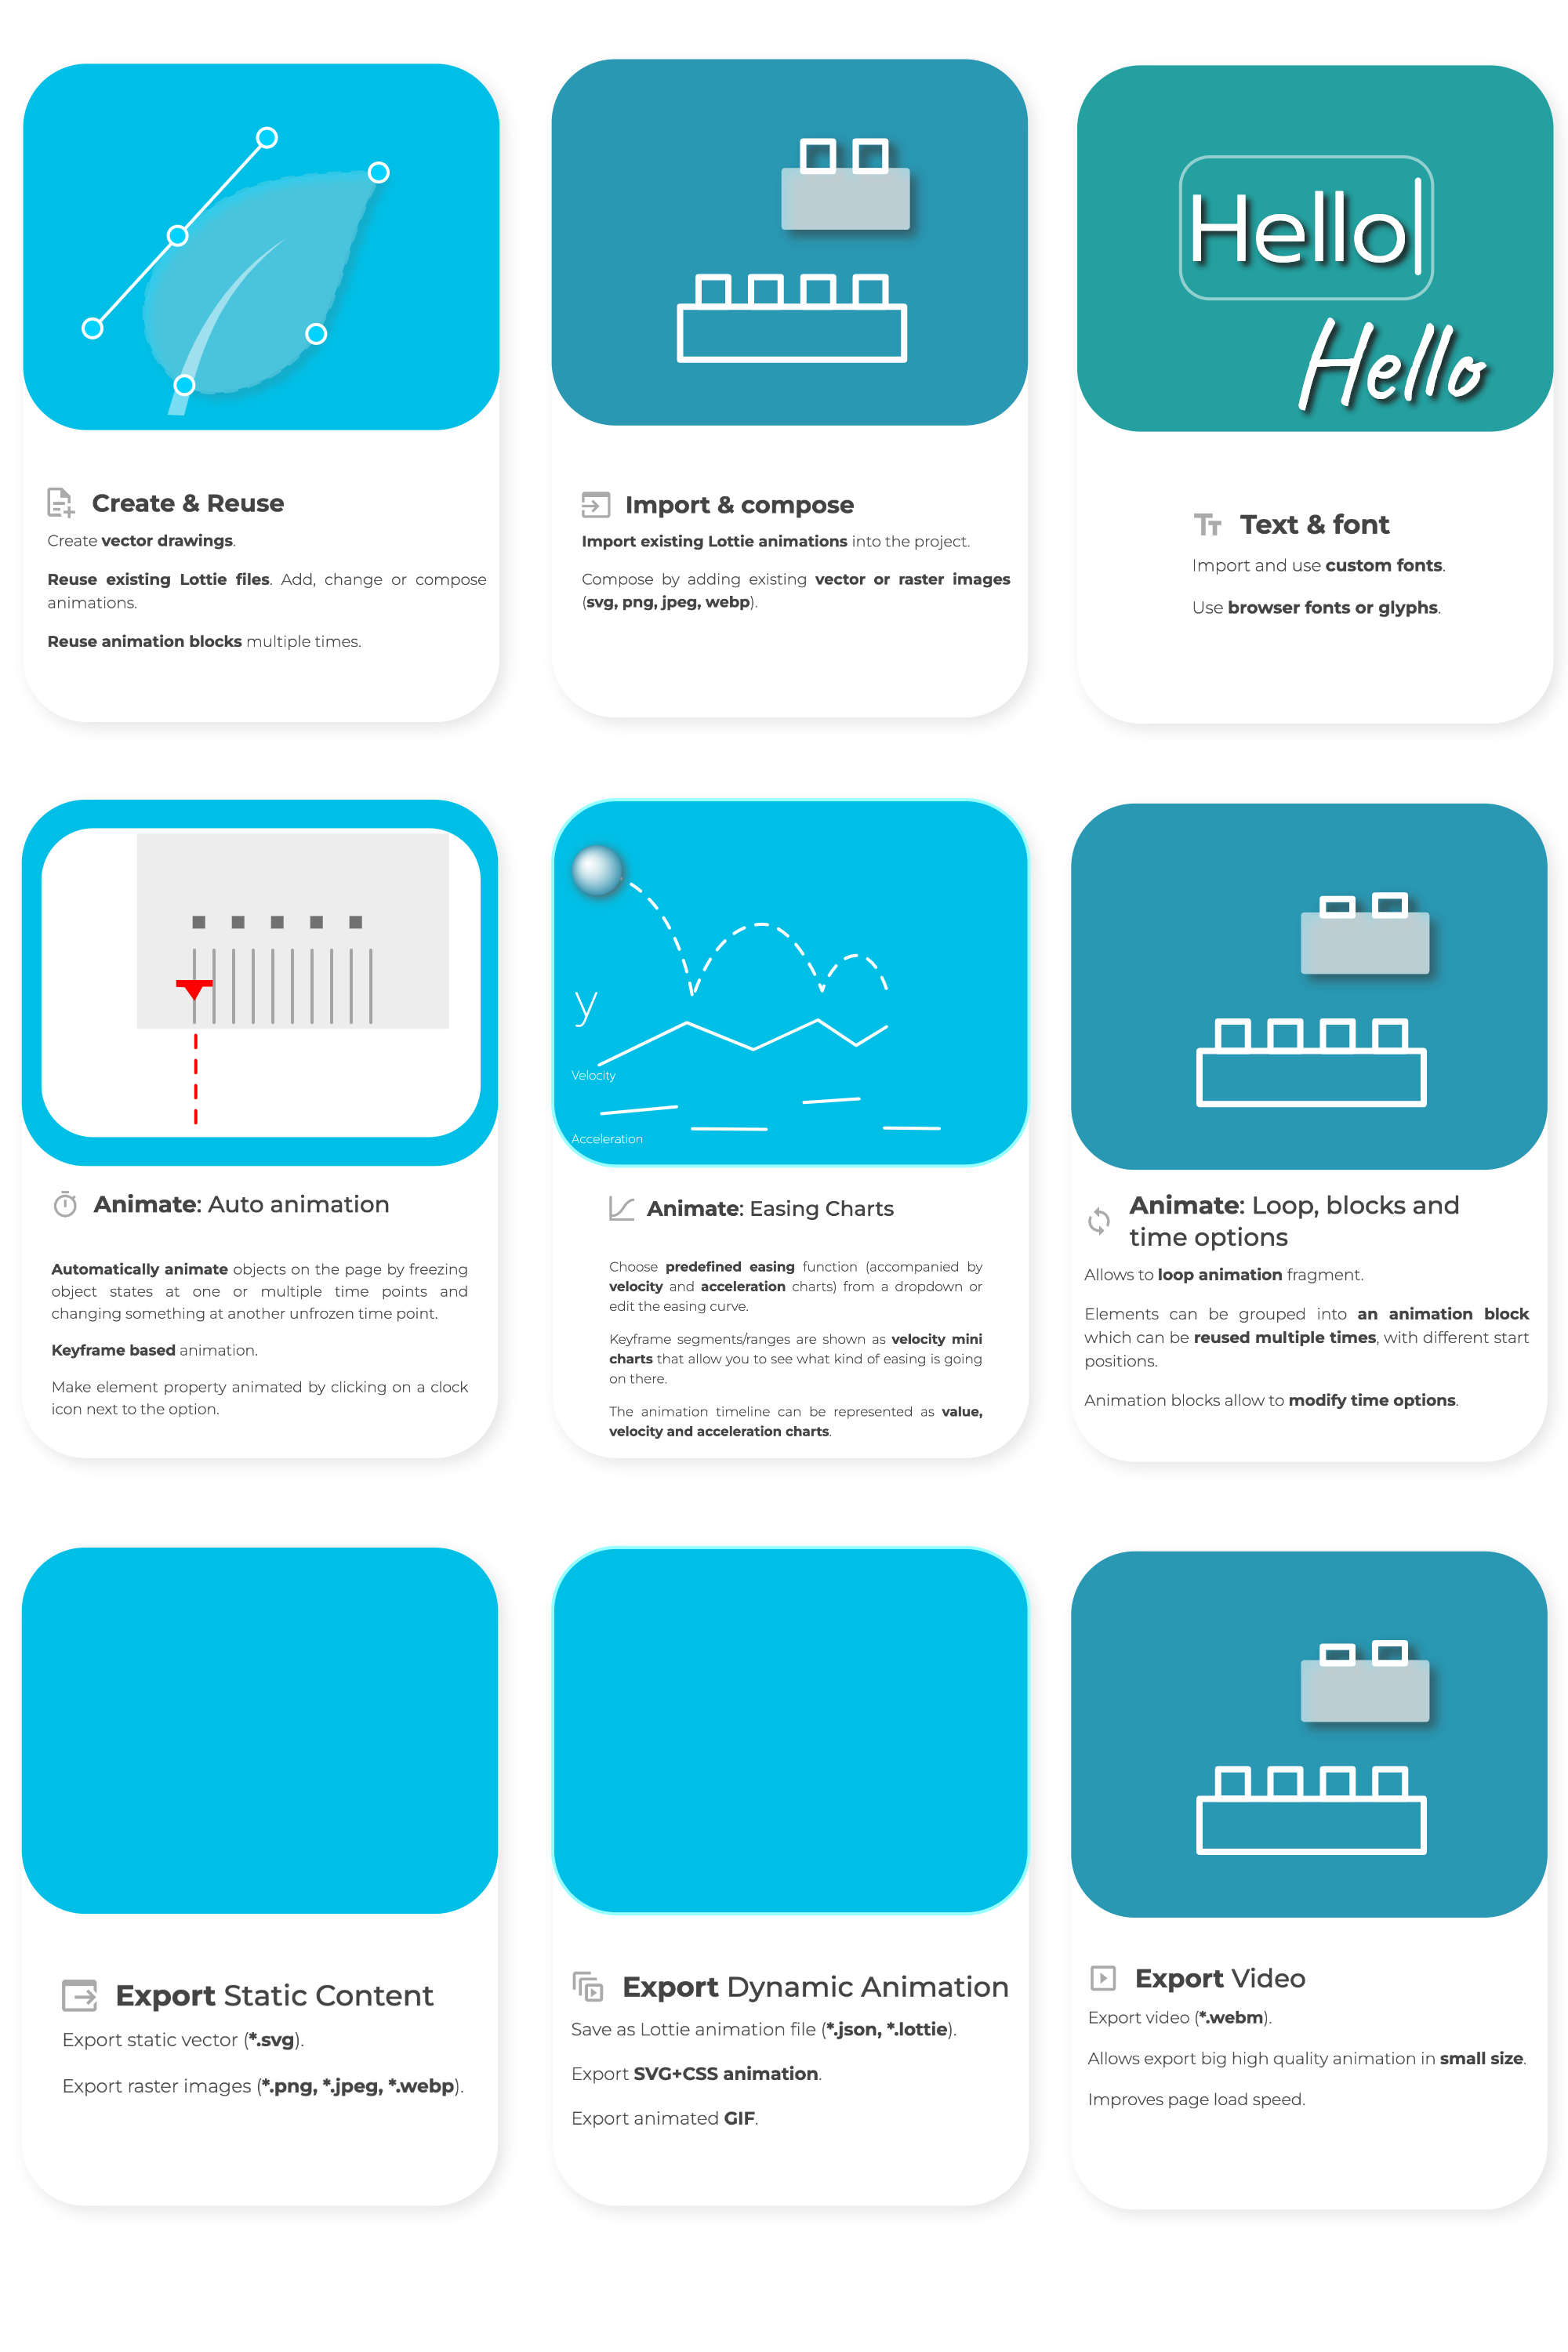 Hello
Hello
Create & Reuse
Create vector drawings.
Reuse existing Lottie files. Add, change or compose
animations.
Reuse animation blocks multiple times.
Import & compose
Import existing Lottie animations into the project.
Compose by adding existing vector or raster images
(svg, png, jpeg, webp).
Text & font
Import and use custom fonts.
Use browser fonts or glyphs.
Animate: Auto animation
Automatically animate objects on the page by freezing
object states at one or multiple time points and
changing something at another unfrozen time point.
Keyframe based animation.
Make element property animated by clicking on a clock
icon next to the option.
y
Velocity
Acceleration
Animate: Easing Charts
Choose predefined easing function (accompanied by
velocity and acceleration charts) from a dropdown or
edit the easing curve.
Keyframe segments/ranges are shown as velocity mini
charts that allow you to see what kind of easing is going
on there.
The animation timeline can be represented as value,
velocity and acceleration charts.
Animate: Loop, blocks and
time options
Allows to loop animation fragment.
Elements can be grouped into an animation block
which can be reused multiple times, with different start
positions.
Animation blocks allow to modify time options.
Export Static Content
Export static vector (*.svg).
Export raster images (*.png, *.jpeg, *.webp).
Export Dynamic Animation
Save as Lottie animation file (*.json, *.lottie).
Export SVG+CSS animation.
Export animated GIF.
Export Video
Export video (*.webm).
Allows export big high quality animation in small size.
Improves page load speed.